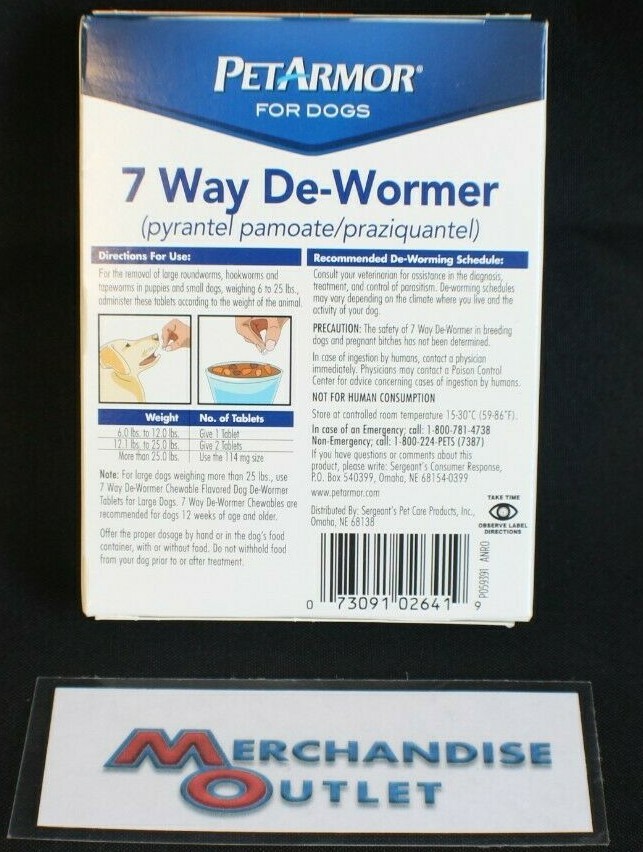 PETARMOR®
FOR DOGS
7 Way De-Wormer
(pyrantel pamoate/praziquantel)
Directions For Use:
For the removal of large roundworms, hookworms and
tapeworms in puppies and small dogs, weighing 6 to 25 lbs.,
administer these tablets according to the weight of the animal.
Weight No. of Tablets
6.0 lbs. to 12.0 lbs. Give 1 Tablet
12.1 lbs. to 25.0 lbs. Give 2 Tablets
More than 25.0 lbs. Use the 114 mg size
Note: For large dogs weighing more than 25 lbs., use
7 Way De-Wormer Chewable Flavored Dog De-Wormer
Tablets for Large Dogs. 7 Way De-Wormer Chewables are
recommended for dogs 12 weeks of age and older.
Offer the proper dosage by hand or in the dog's food
container, with or without food. Do not withhold food
from your dog prior to or after treatment.
Recommended De-Worming Schedule:
Consult your veterinarian for assistance in the diagnosis,
treatment, and control of parasitism. De-worming schedules
may vary depending on the climate where you live and the
activity of your dog.
PRECAUTION: The safety of 7 Way De-Wormer in breeding
dogs and pregnant bitches has not been determined.
In case of ingestion by humans, contact a physician
immediately. Physicians may contact a Poison Control
Center for advice concerning cases of ingestion by humans.
NOT FOR HUMAN CONSUMPTION
Store at controlled room temperature 15-30°C (59-86°F).
In case of an Emergency; call: 1-800-781-4738
Non-Emergency; call: 1-800-224-PETS (7387)
If you have questions or comments about this
product, please write: Sergeant's Consumer Response,
P.O. Box 540399, Omaha, NE 68154-0399
www.petarmor.com
Distributed By: Sergeant's Pet Care Products, Inc.,
Omaha, NE 68138
TAKE TIME
OBSERVE LABEL
DIRECTIONS
0 73091 02641 9
P059391 ANRO
MERCHANDISE
OUTLET